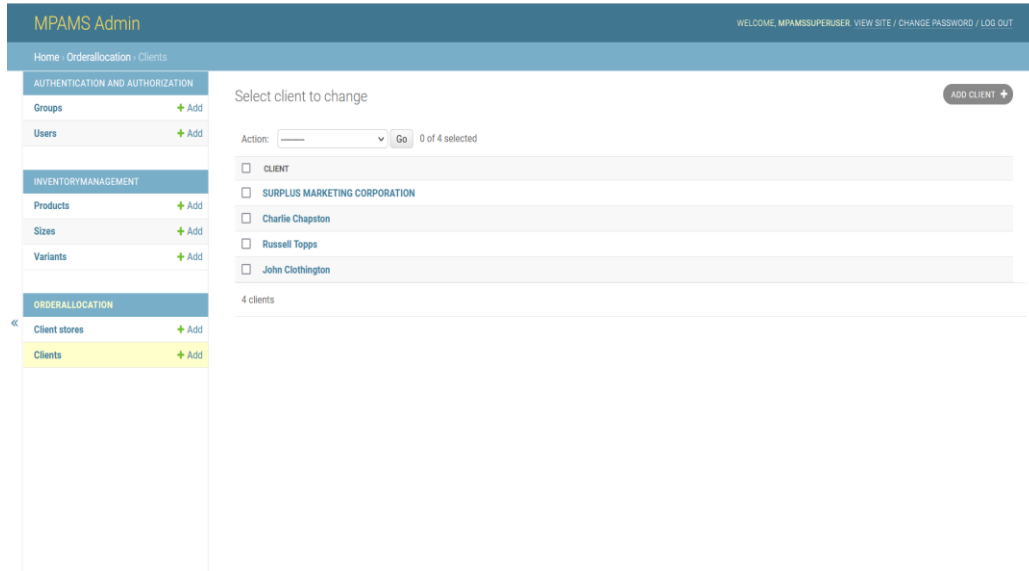 MPAMS Admin
WELCOME, MPAMSSUPERUSER. VIEW SITE / CHANGE PASSWORD / LOG OUT
Home › Orderallocation › Clients
AUTHENTICATION AND AUTHORIZATION
Groups + Add
Users + Add
INVENTORYMANAGEMENT
Products + Add
Sizes + Add
Variants + Add
ORDERALLOCATION
«
Client stores + Add
Clients + Add
Select client to change
ADD CLIENT +
Action: --------- Go 0 of 4 selected
CLIENT
SURPLUS MARKETING CORPORATION
Charlie Chapston
Russell Topps
John Clothington
4 clients